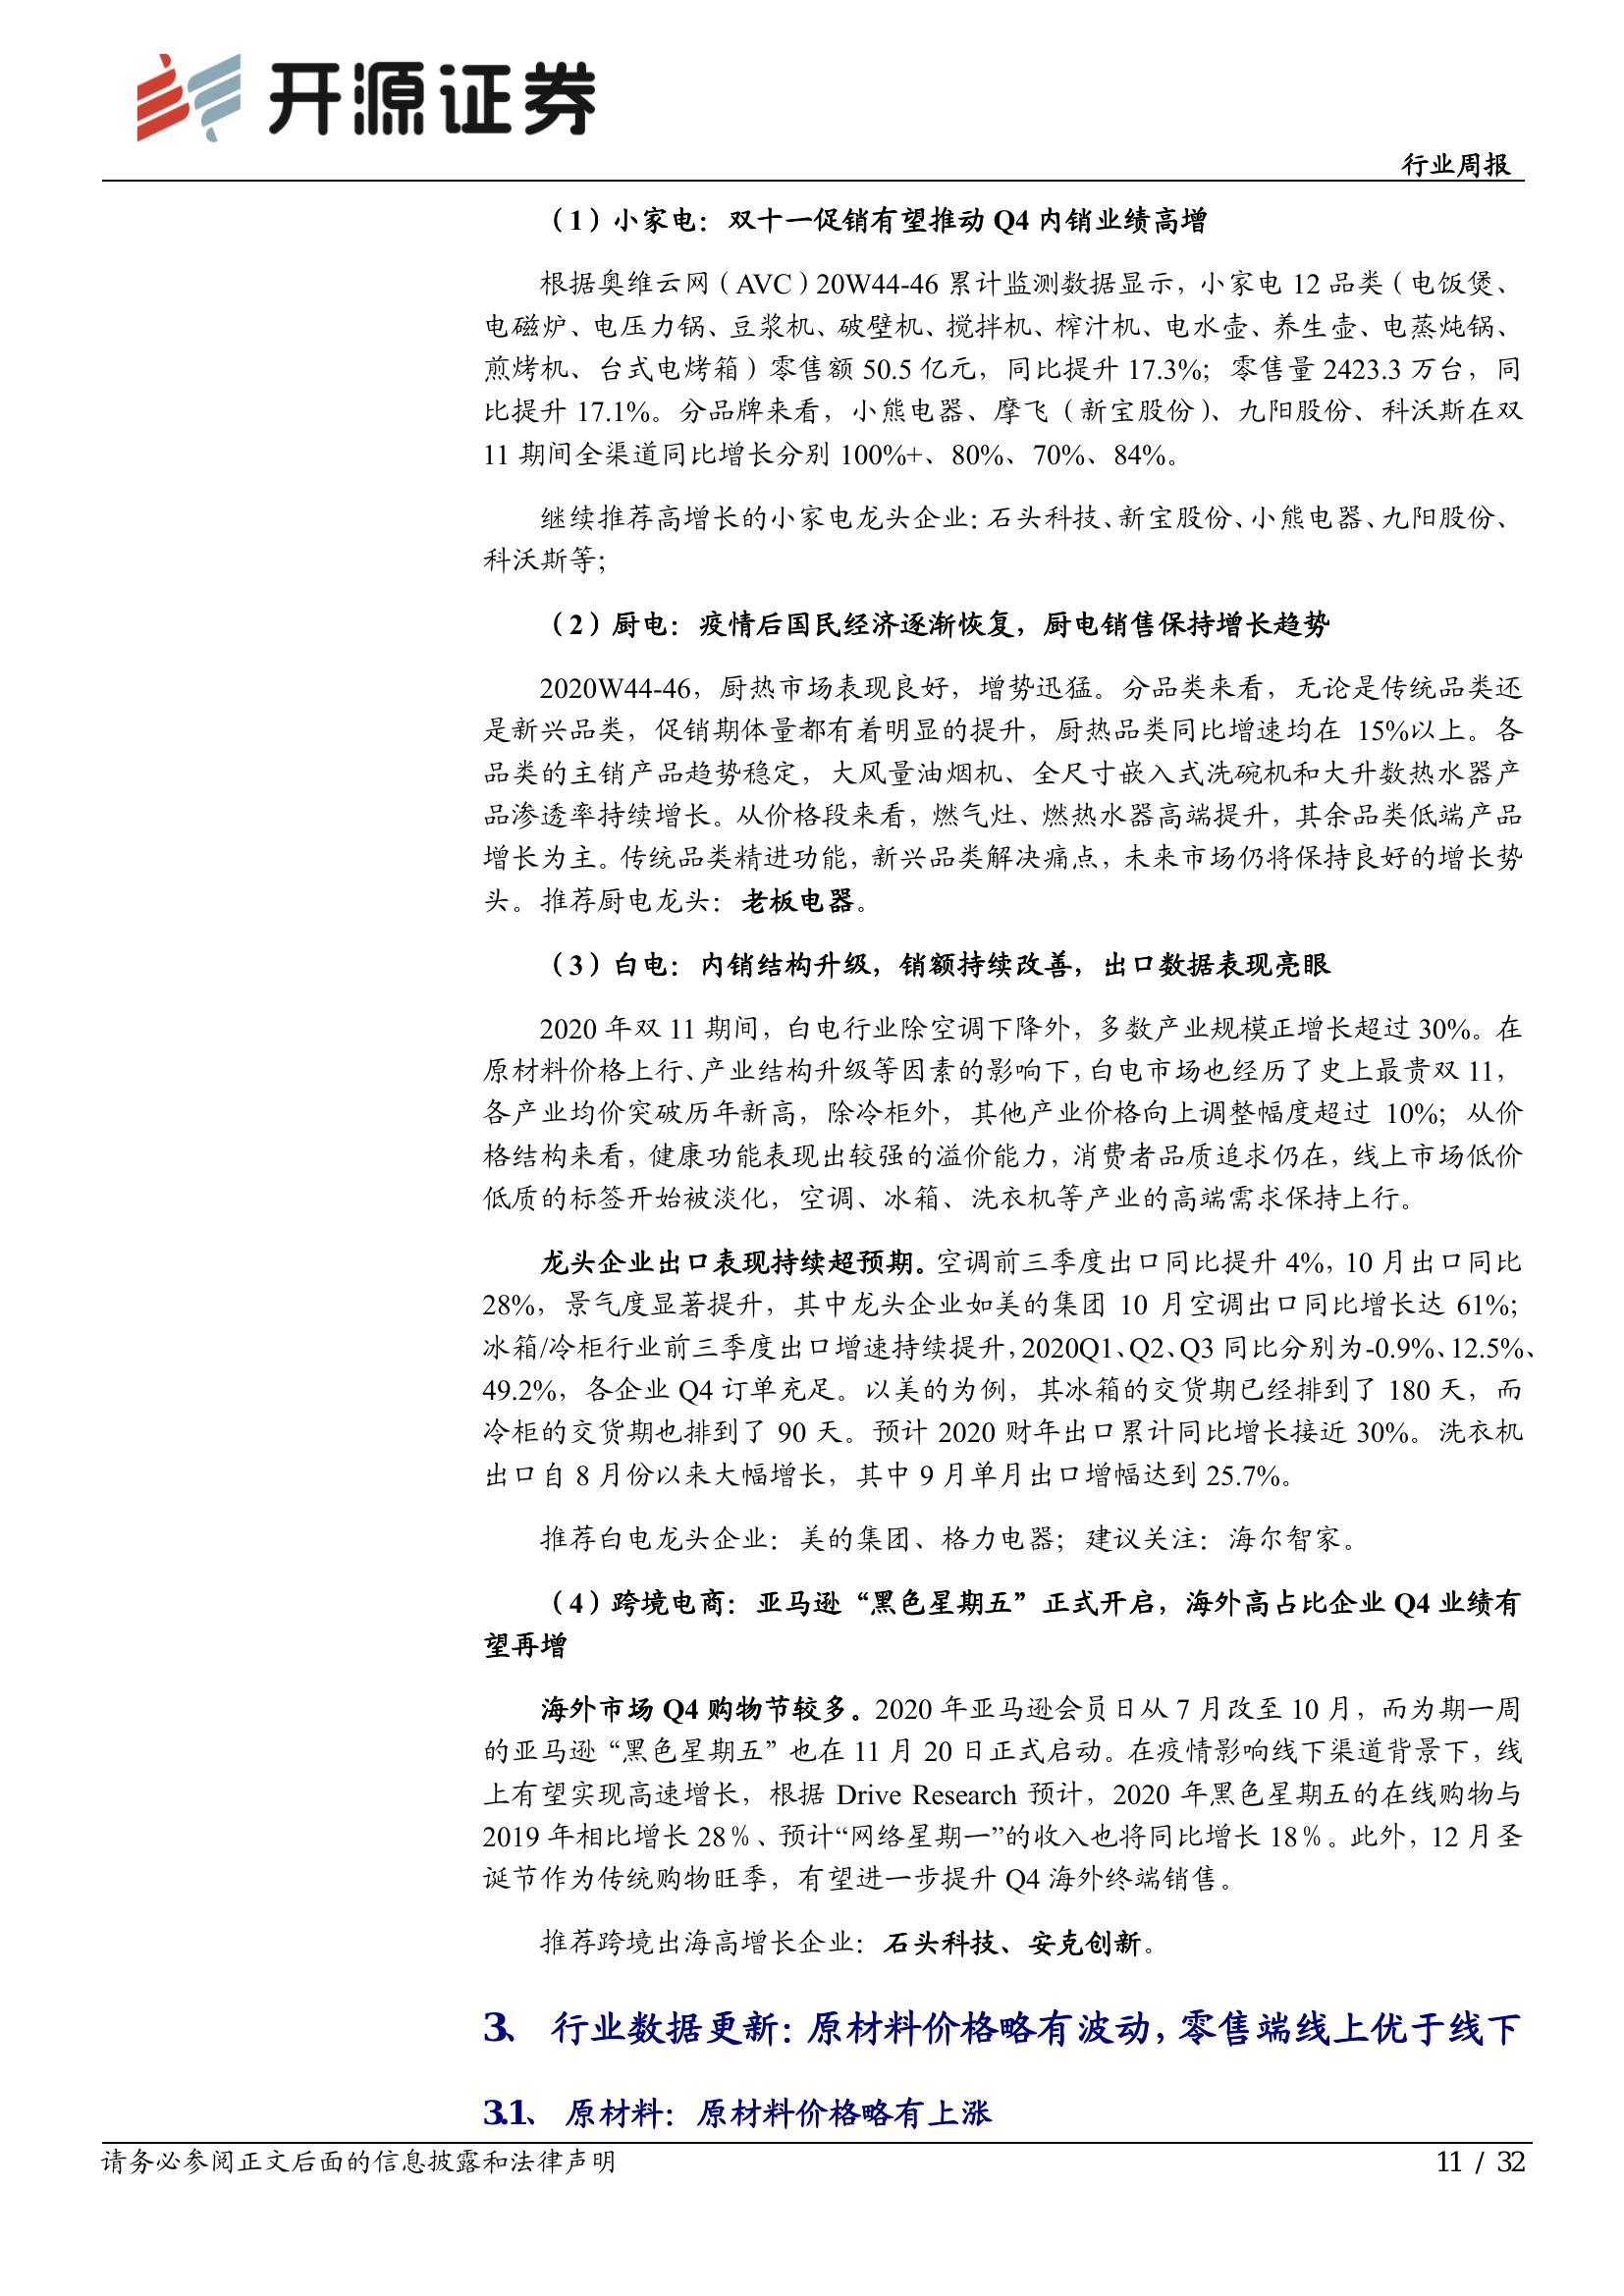 开源证券
行业周报
（1）小家电：双十一促销有望推动 Q4 内销业绩高增
根据奥维云网（AVC）20W44-46 累计监测数据显示，小家电 12 品类（电饭煲、
电磁炉、电压力锅、豆浆机、破壁机、搅拌机、榨汁机、电水壶、养生壶、电蒸炖锅、
煎烤机、台式电烤箱）零售额 50.5 亿元，同比提升 17.3%；零售量 2423.3 万台，同
比提升 17.1%。分品牌来看，小熊电器、摩飞（新宝股份）、九阳股份、科沃斯在双
11 期间全渠道同比增长分别 100%+、80%、70%、84%。
继续推荐高增长的小家电龙头企业：石头科技、新宝股份、小熊电器、九阳股份、
科沃斯等；
（2）厨电：疫情后国民经济逐渐恢复，厨电销售保持增长趋势
2020W44-46，厨热市场表现良好，增势迅猛。分品类来看，无论是传统品类还
是新兴品类，促销期体量都有着明显的提升，厨热品类同比增速均在 15%以上。各
品类的主销产品趋势稳定，大风量油烟机、全尺寸嵌入式洗碗机和大升数热水器产
品渗透率持续增长。从价格段来看，燃气灶、燃热水器高端提升，其余品类低端产品
增长为主。传统品类精进功能，新兴品类解决痛点，未来市场仍将保持良好的增长势
头。推荐厨电龙头：老板电器。
（3）白电：内销结构升级，销额持续改善，出口数据表现亮眼
2020 年双 11 期间，白电行业除空调下降外，多数产业规模正增长超过 30%。在
原材料价格上行、产业结构升级等因素的影响下，白电市场也经历了史上最贵双 11，
各产业均价突破历年新高，除冷柜外，其他产业价格向上调整幅度超过 10%；从价
格结构来看，健康功能表现出较强的溢价能力，消费者品质追求仍在，线上市场低价
低质的标签开始被淡化，空调、冰箱、洗衣机等产业的高端需求保持上行。
龙头企业出口表现持续超预期。空调前三季度出口同比提升 4%，10 月出口同比
28%，景气度显著提升，其中龙头企业如美的集团 10 月空调出口同比增长达 61%；
冰箱/冷柜行业前三季度出口增速持续提升，2020Q1、Q2、Q3 同比分别为-0.9%、12.5%、
49.2%，各企业 Q4 订单充足。以美的为例，其冰箱的交货期已经排到了 180 天，而
冷柜的交货期也排到了 90 天。预计 2020 财年出口累计同比增长接近 30%。洗衣机
出口自 8 月份以来大幅增长，其中 9 月单月出口增幅达到 25.7%。
推荐白电龙头企业：美的集团、格力电器；建议关注：海尔智家。
（4）跨境电商：亚马逊“黑色星期五”正式开启，海外高占比企业 Q4 业绩有
望再增
海外市场 Q4 购物节较多。2020 年亚马逊会员日从 7 月改至 10 月，而为期一周
的亚马逊“黑色星期五”也在 11 月 20 日正式启动。在疫情影响线下渠道背景下，线
上有望实现高速增长，根据 Drive Research 预计，2020 年黑色星期五的在线购物与
2019 年相比增长 28％、预计“网络星期一”的收入也将同比增长 18％。此外，12 月圣
诞节作为传统购物旺季，有望进一步提升 Q4 海外终端销售。
推荐跨境出海高增长企业：石头科技、安克创新。
3、 行业数据更新：原材料价格略有波动，零售端线上优于线下
3.1、 原材料：原材料价格略有上涨
请务必参阅正文后面的信息披露和法律声明
11 / 32